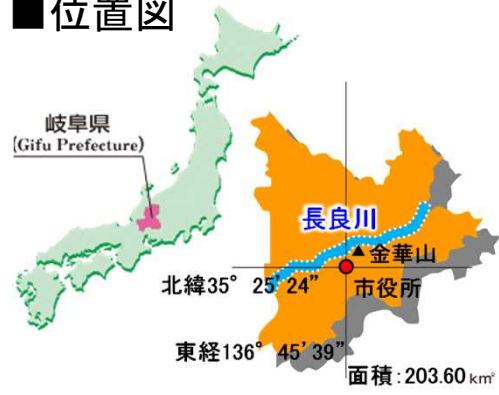 ■位置図
岐阜県
(Gifu Prefecture)
長良川
▲金華山
北緯35° 25′ 24”
市役所
東経136° 45′ 39”
面積:203.60㎢